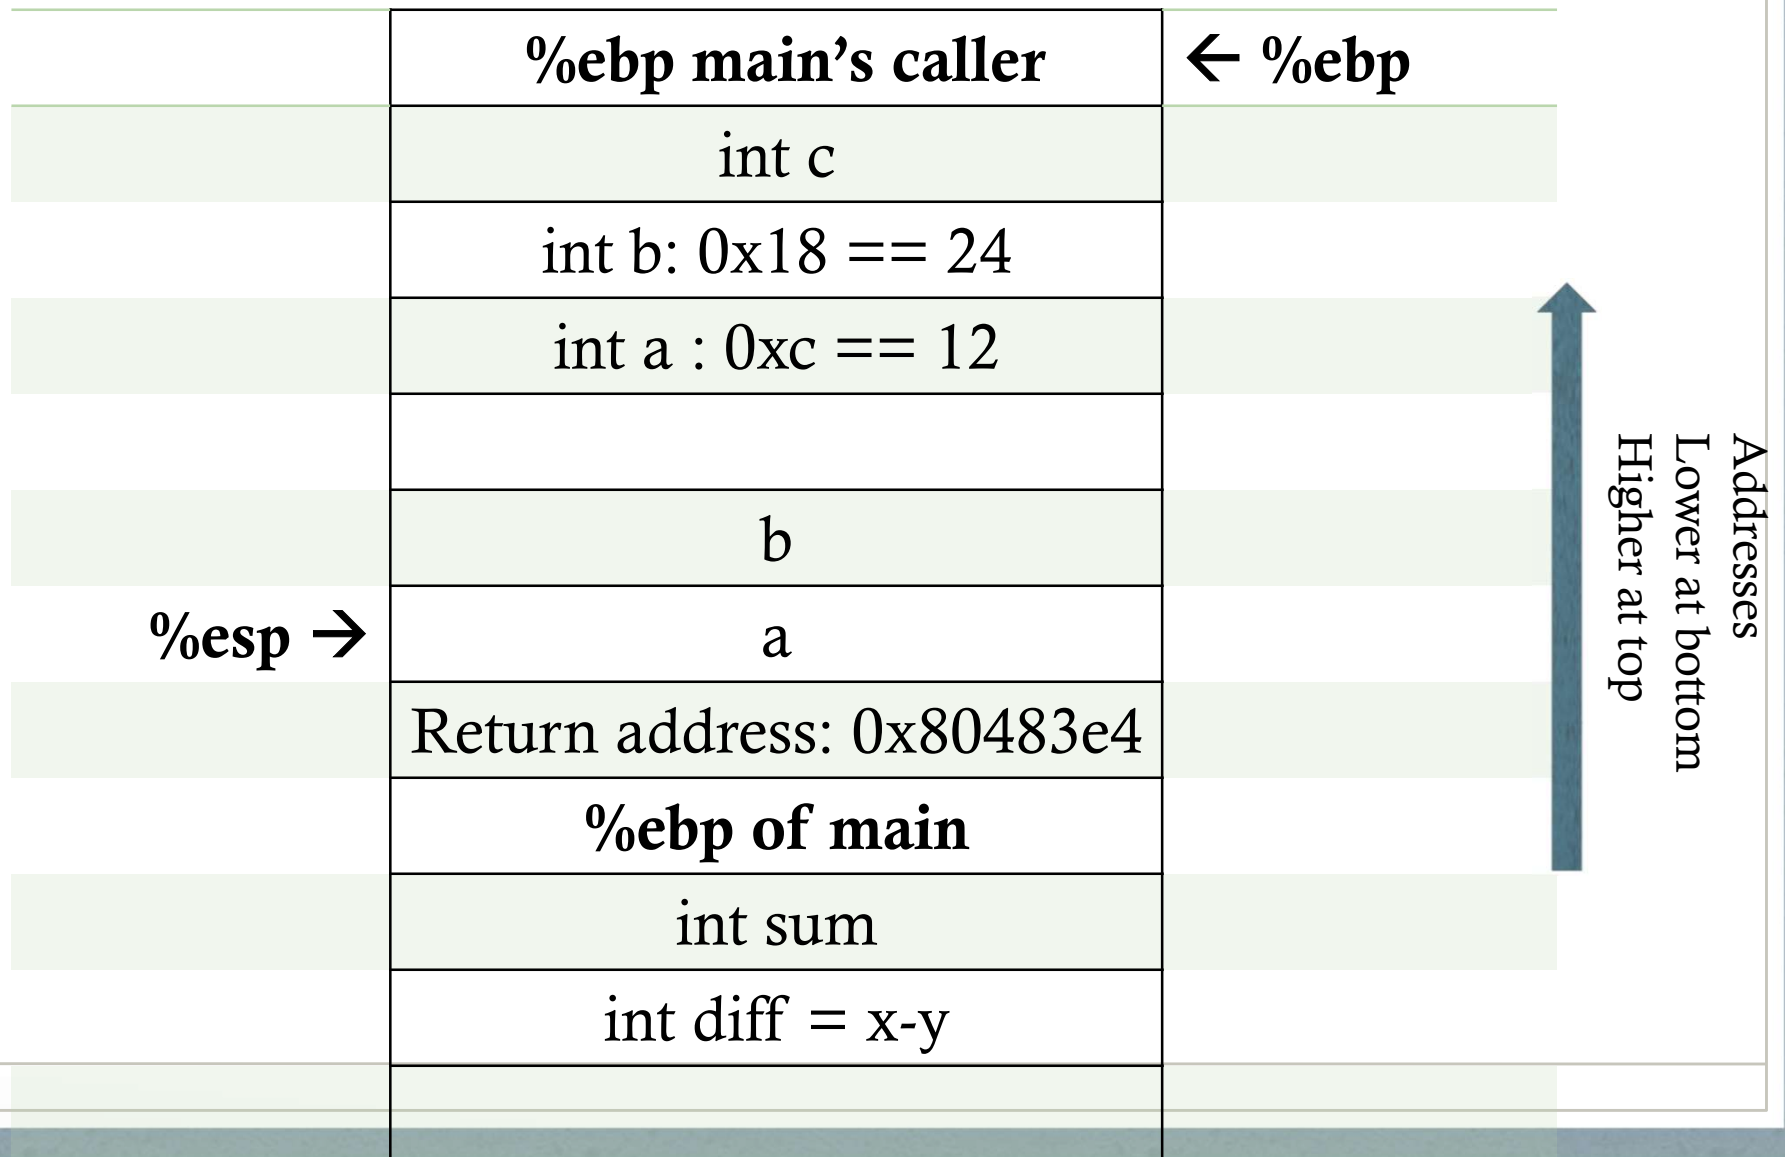 %ebp main’s caller
← %ebp
int c
int b: 0x18 == 24
int a : 0xc == 12
b
%esp →
a
Return address: 0x80483e4
%ebp of main
int sum
int diff = x-y
Addresses
Lower at bottom
Higher at top